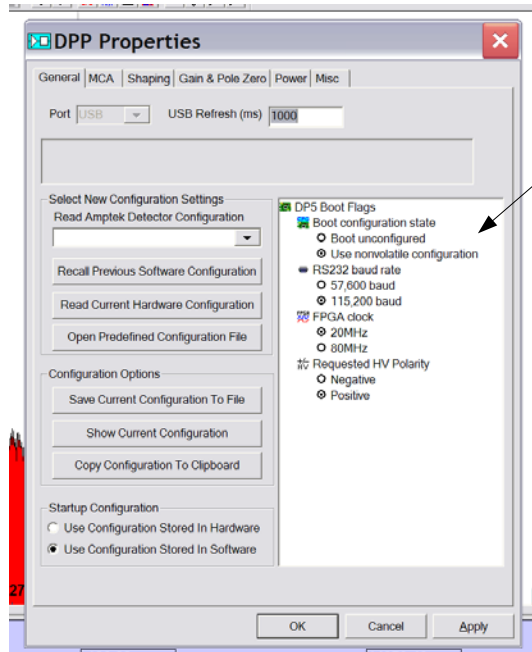 DPP Properties
General MCA Shaping Gain & Pole Zero Power Misc
Port USB USB Refresh (ms) 1000
Select New Configuration Settings
Read Amptek Detector Configuration
Recall Previous Software Configuration
Read Current Hardware Configuration
Open Predefined Configuration File
Configuration Options
Save Current Configuration To File
Show Current Configuration
Copy Configuration To Clipboard
Startup Configuration
Use Configuration Stored In Hardware
Use Configuration Stored In Software
DP5 Boot Flags
Boot configuration state
Boot unconfigured
Use nonvolatile configuration
RS232 baud rate
57,600 baud
115,200 baud
FPGA clock
20MHz
80MHz
Requested HV Polarity
Negative
Positive
27
OK Cancel Apply